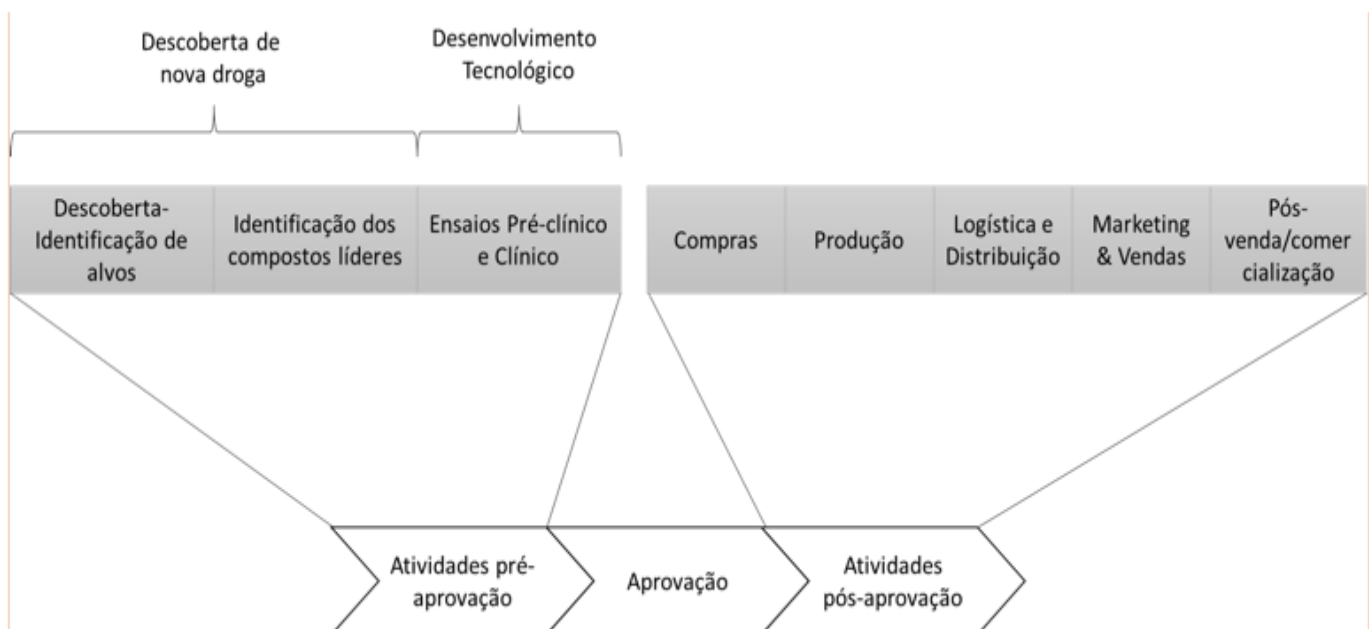 Descoberta de
nova droga
Desenvolvimento
Tecnológico
Descoberta-
Identificação de
alvos
Identificação dos
compostos líderes
Ensaios Pré-clínico
e Clínico
Compras
Produção
Logística e
Distribuição
Marketing
& Vendas
Pós-
venda/comer
cialização
Atividades pré-
aprovação
Aprovação
Atividades
pós-aprovação